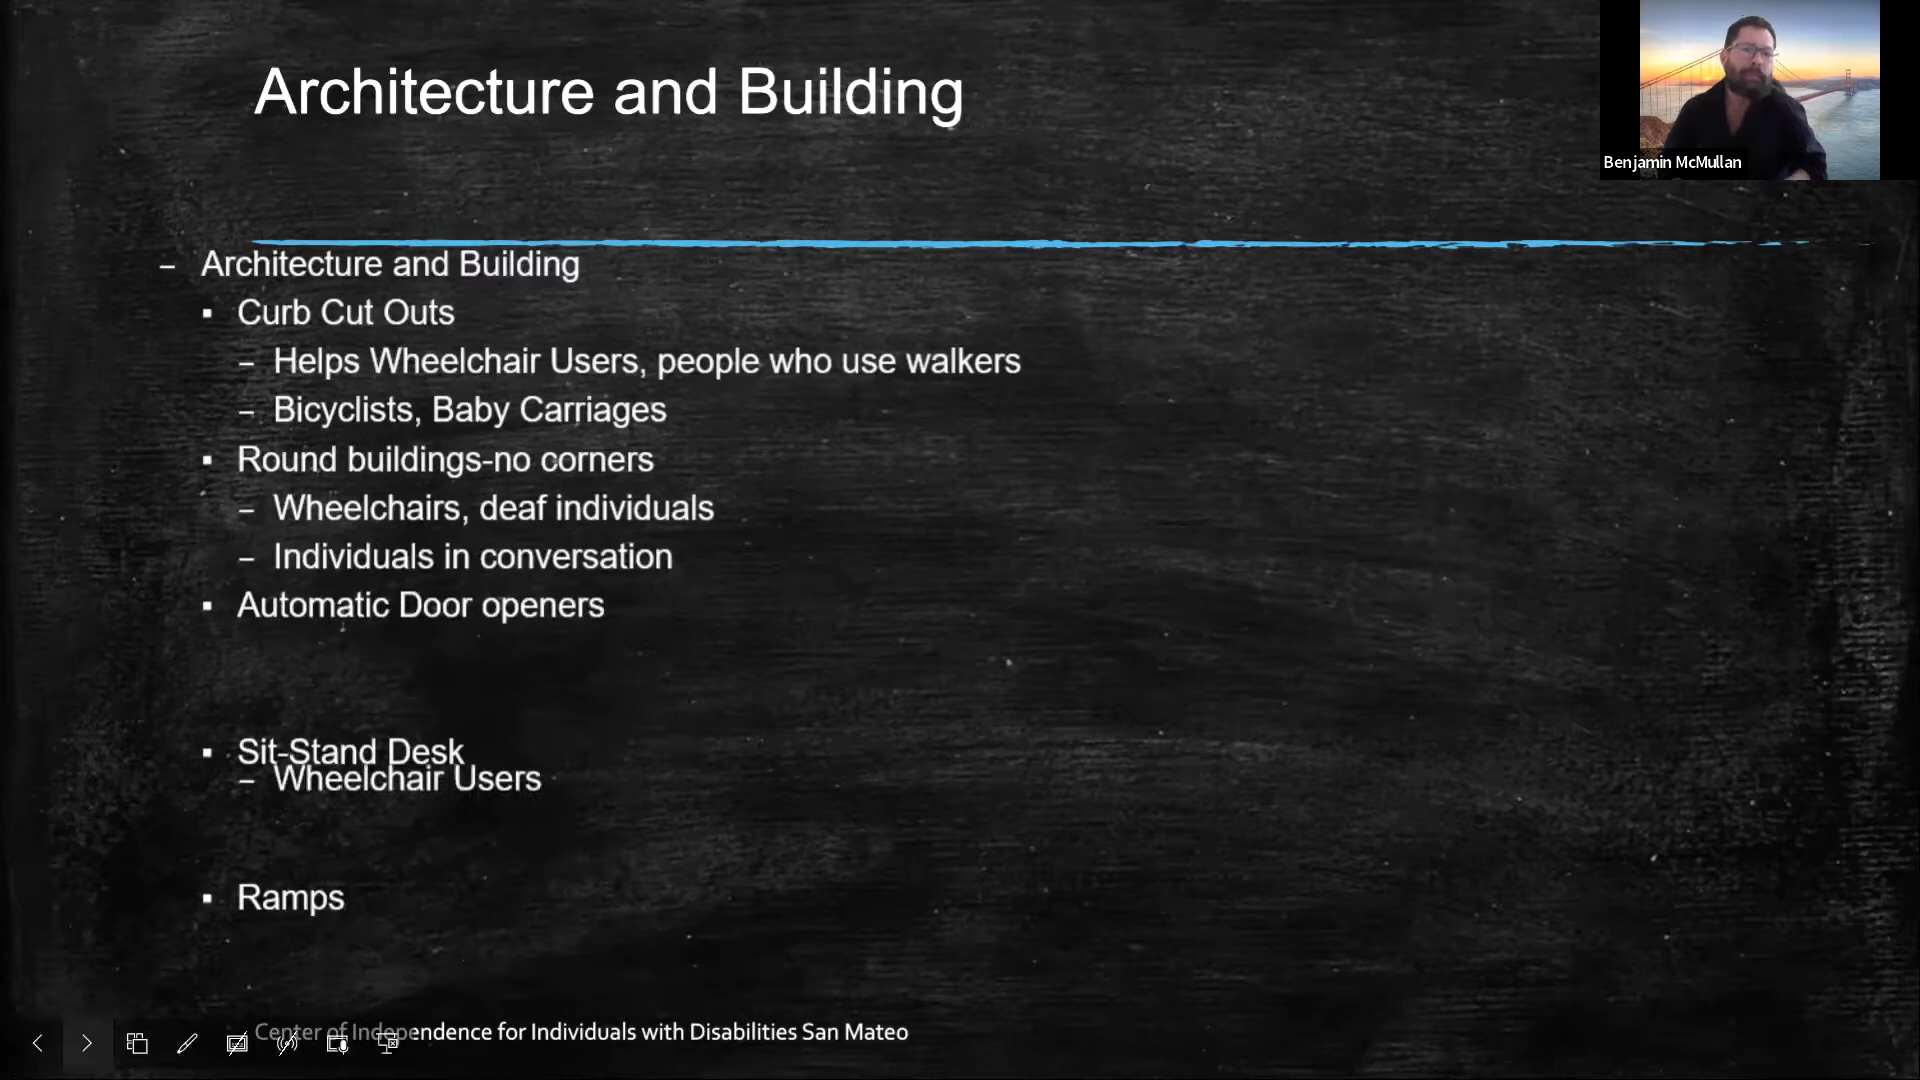 Architecture and Building
Benjamin McMullan
– Architecture and Building
▪ Curb Cut Outs
– Helps Wheelchair Users, people who use walkers
– Bicyclists, Baby Carriages
▪ Round buildings-no corners
– Wheelchairs, deaf individuals
– Individuals in conversation
▪ Automatic Door openers
▪ Sit-Stand Desk
– Wheelchair Users
▪ Ramps
Center of Independence for Individuals with Disabilities San Mateo